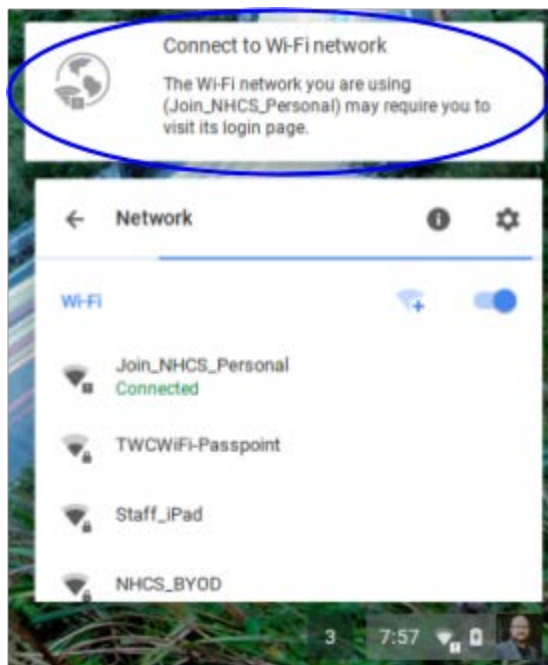 Connect to Wi-Fi network
The Wi-Fi network you are using
(Join_NHCS_Personal) may require you to
visit its login page.
Network
Wi-Fi
Join_NHCS_Personal
Connected
TWCWiFi-Passpoint
Staff_iPad
NHCS_BYOD
3 7:57